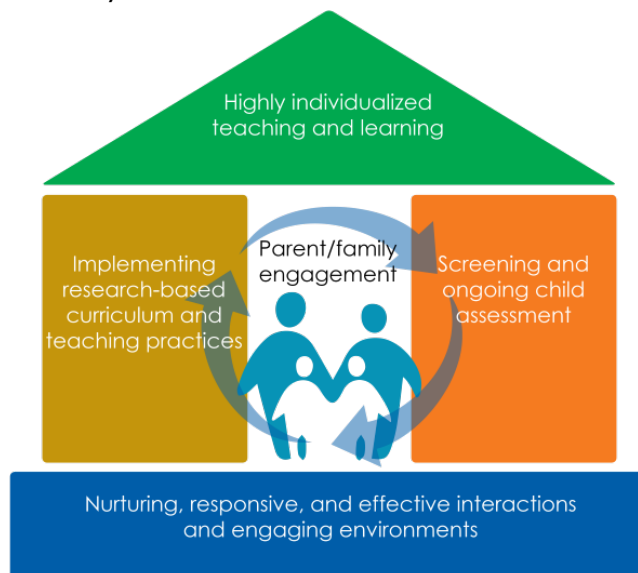 Highly individualized
teaching and learning
Implementing
research-based
curriculum and
teaching practices
Parent/family
engagement
Screening and
ongoing child
assessment
Nurturing, responsive, and effective interactions
and engaging environments